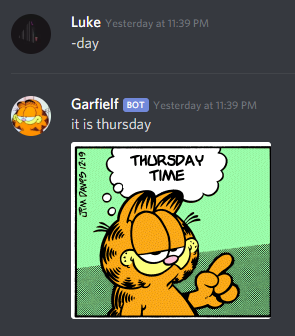 Luke Yesterday at 11:39 PM
-day
Garfielf BOT Yesterday at 11:39 PM
it is thursday
THURSDAY
TIME
JIM DAVIS 12·19